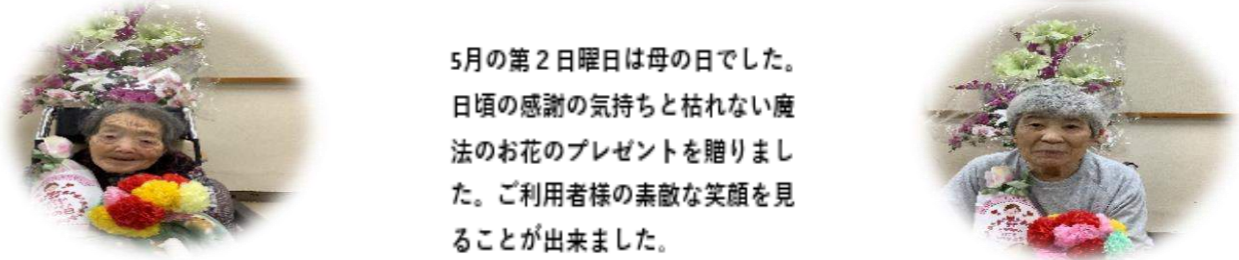 5月の第２日曜日は母の日でした。
日頃の感謝の気持ちと枯れない魔
法のお花のプレゼントを贈りまし
た。ご利用者様の素敵な笑顔を見
ることが出来ました。